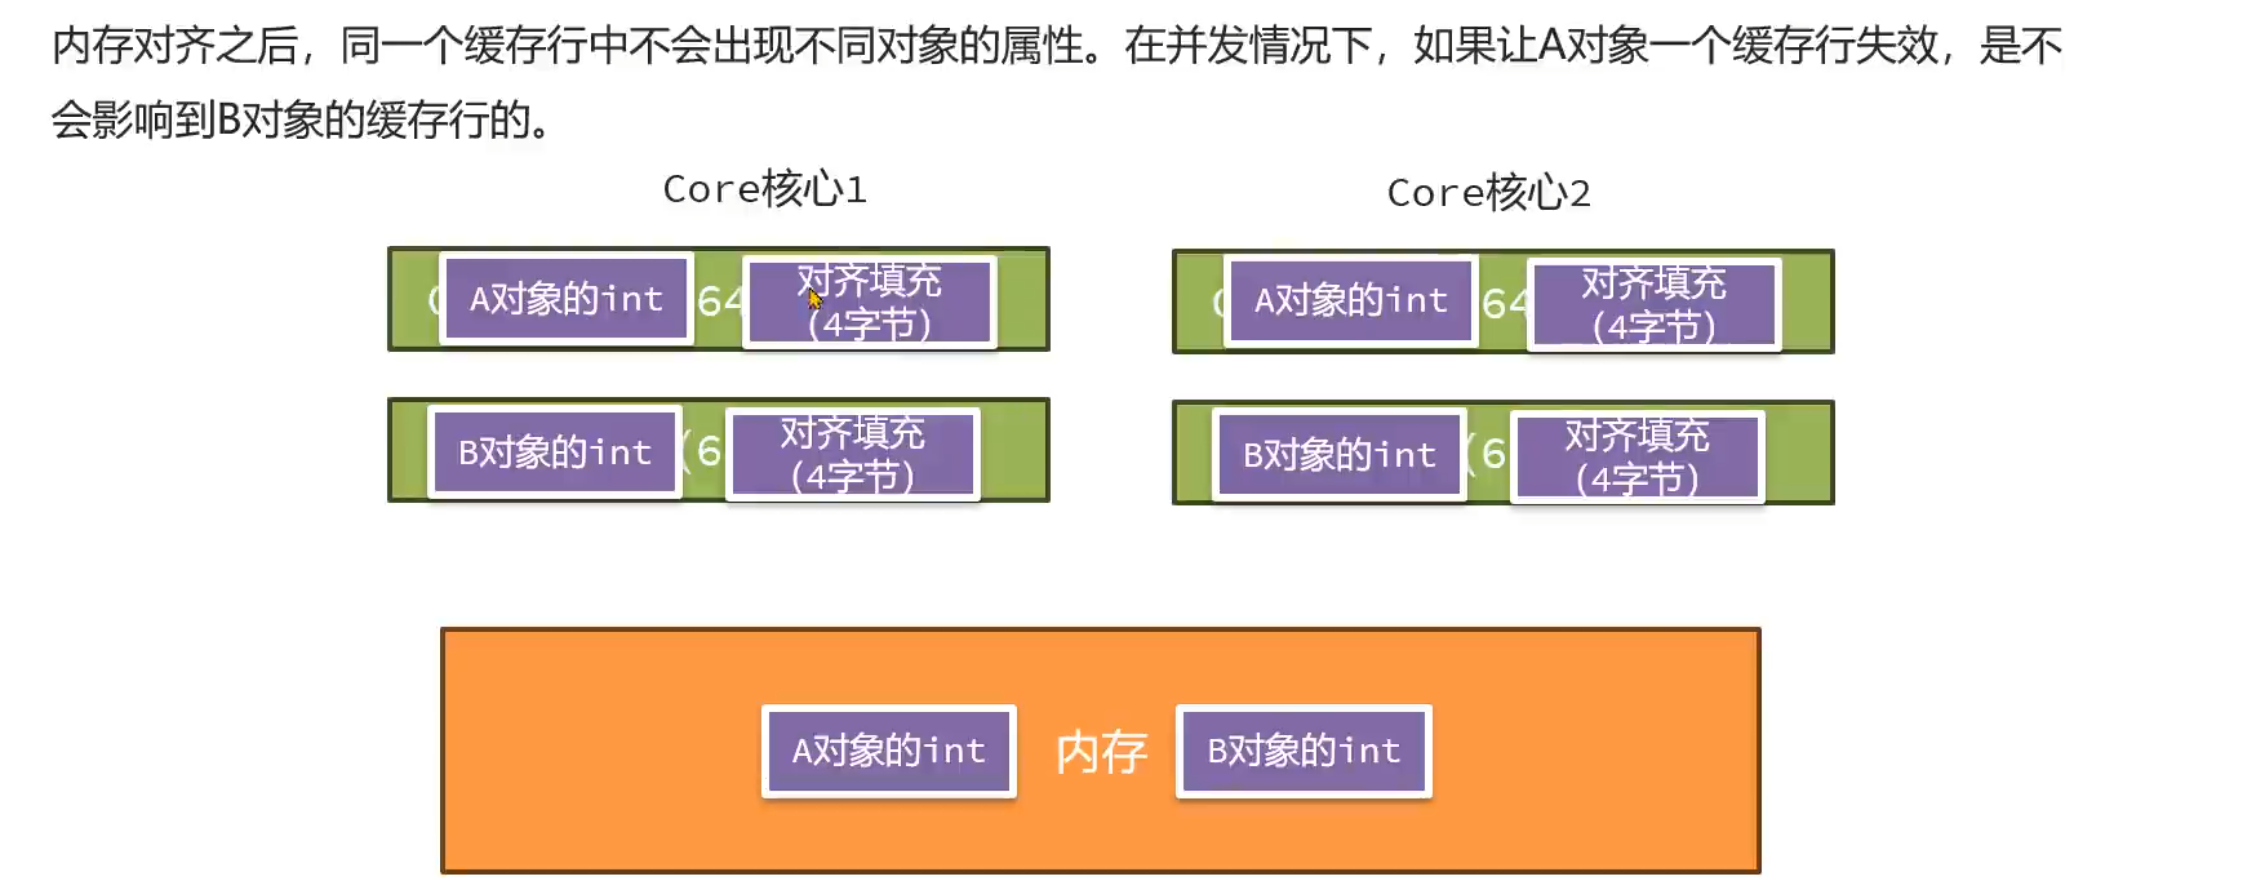 内存对齐之后，同一个缓存行中不会出现不同对象的属性。在并发情况下，如果让A对象一个缓存行失效，是不
会影响到B对象的缓存行的。
Core核心1
Core核心2
A对象的int
64
对齐填充
(4字节)
A对象的int
64
对齐填充
(4字节)
B对象的int
(6
对齐填充
(4字节)
B对象的int
(6
对齐填充
(4字节)
A对象的int
内存
B对象的int